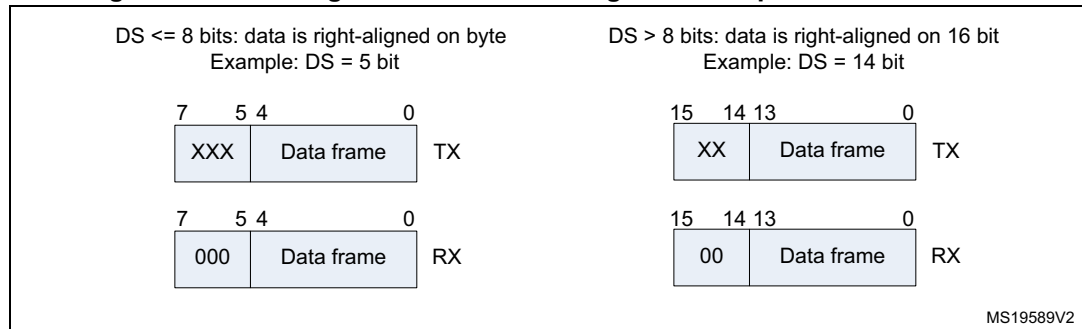 DS <= 8 bits: data is right-aligned on byte
Example: DS = 5 bit
7 5 4 0
XXX Data frame TX
7 5 4 0
000 Data frame RX
DS > 8 bits: data is right-aligned on 16 bit
Example: DS = 14 bit
15 14 13 0
XX Data frame TX
15 14 13 0
00 Data frame RX
MS19589V2